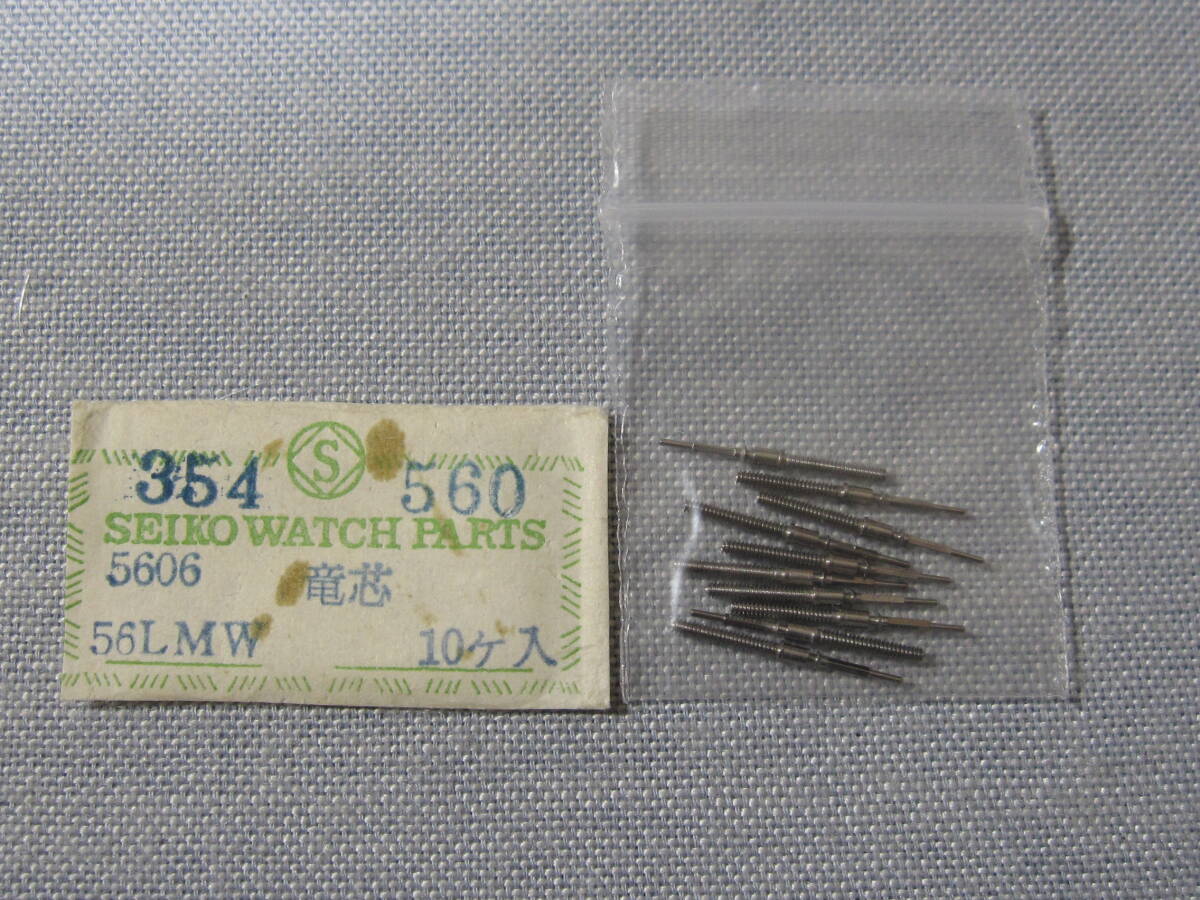 354 S 560
SEIKO WATCH PARTS
5606 竜芯
56LMW 10ケ入